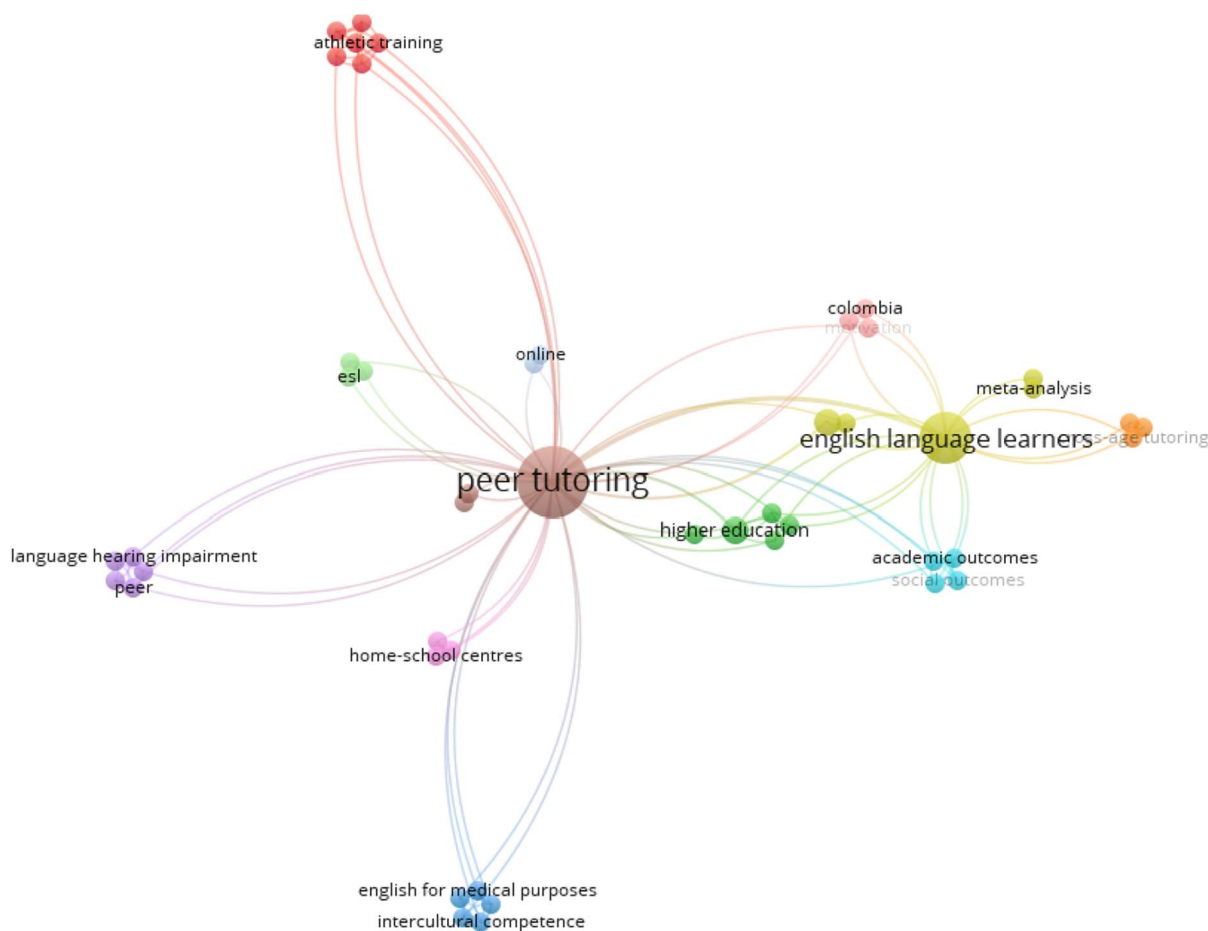 athletic training
colombia
motivation
online
esl
meta-analysis
english language learners
-age tutoring
peer tutoring
higher education
language hearing impairment
academic outcomes
social outcomes
peer
home-school centres
english for medical purposes
intercultural competence